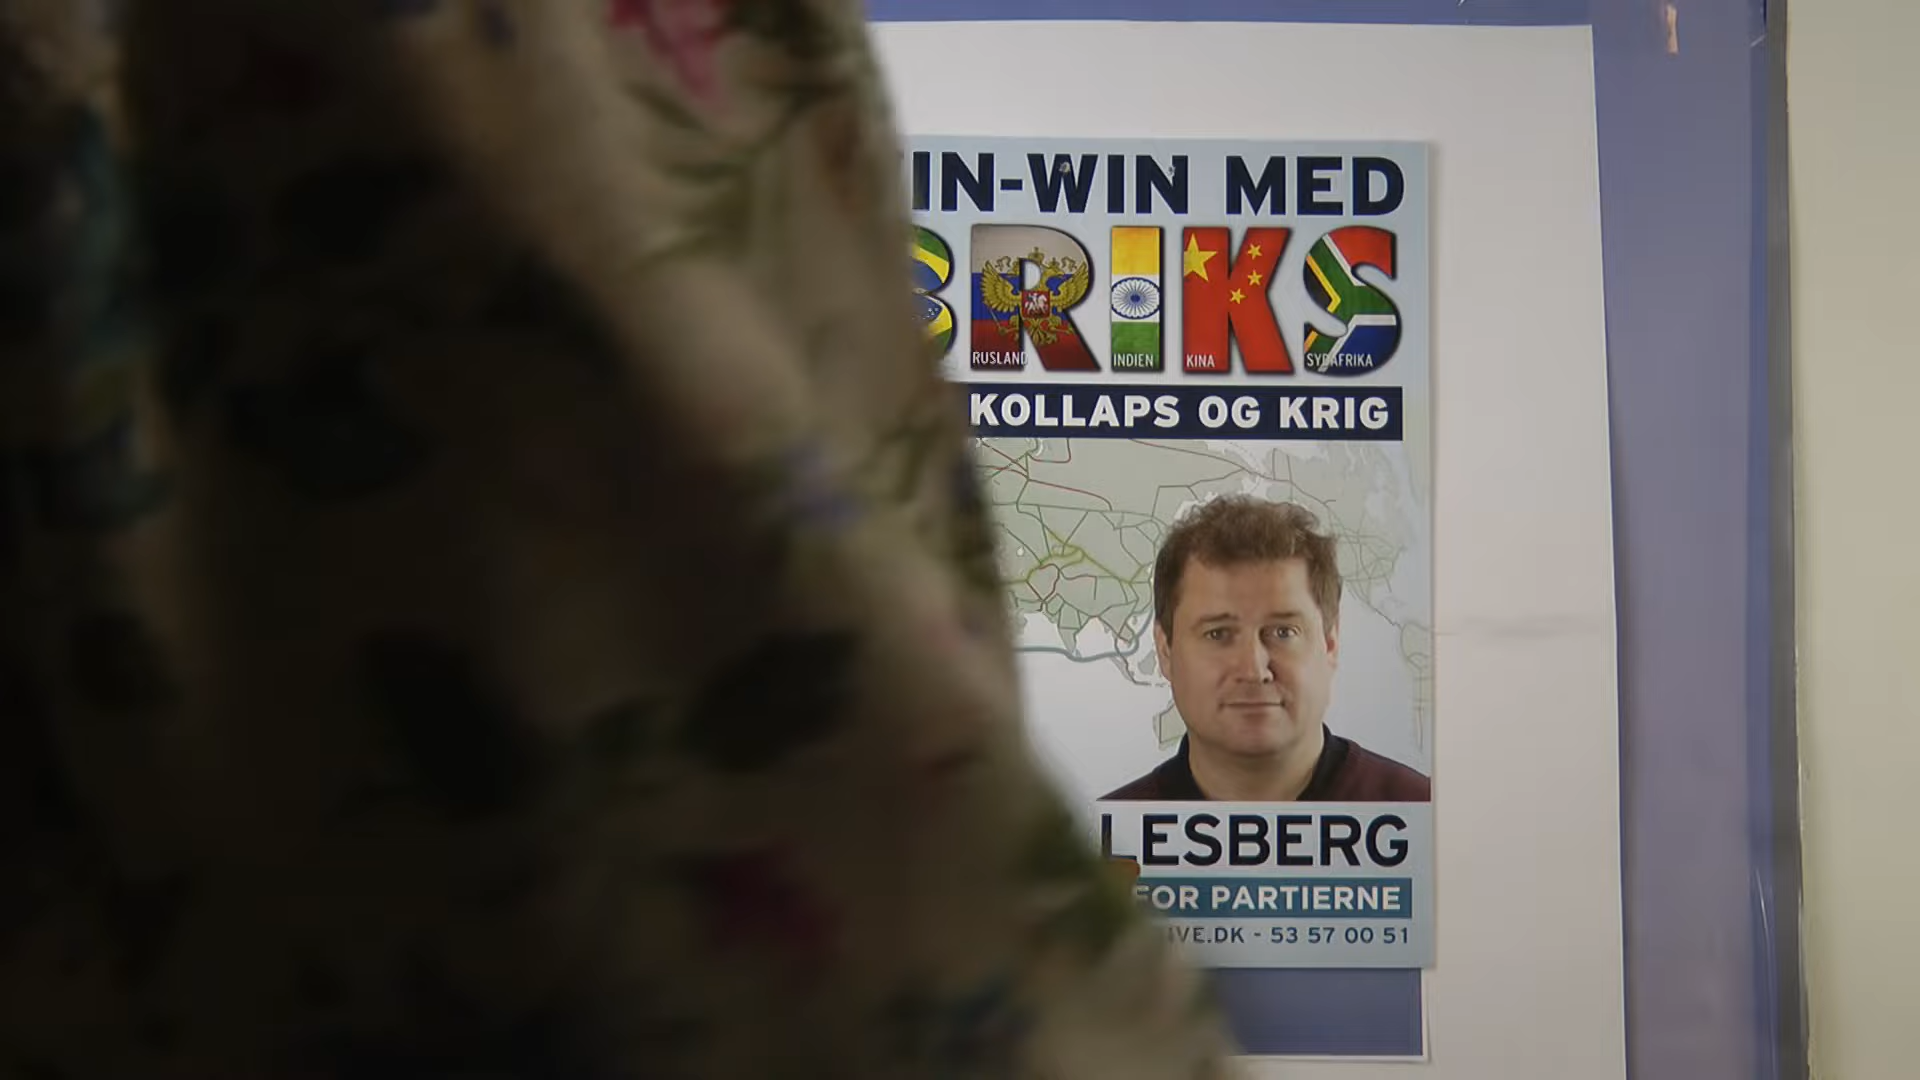 IN-WIN MED
BRIKS
RUSLAND INDIEN KINA SYDAFRIKA
KOLLAPS OG KRIG
LESBERG
FOR PARTIERNE
IVE.DK - 53 57 00 51